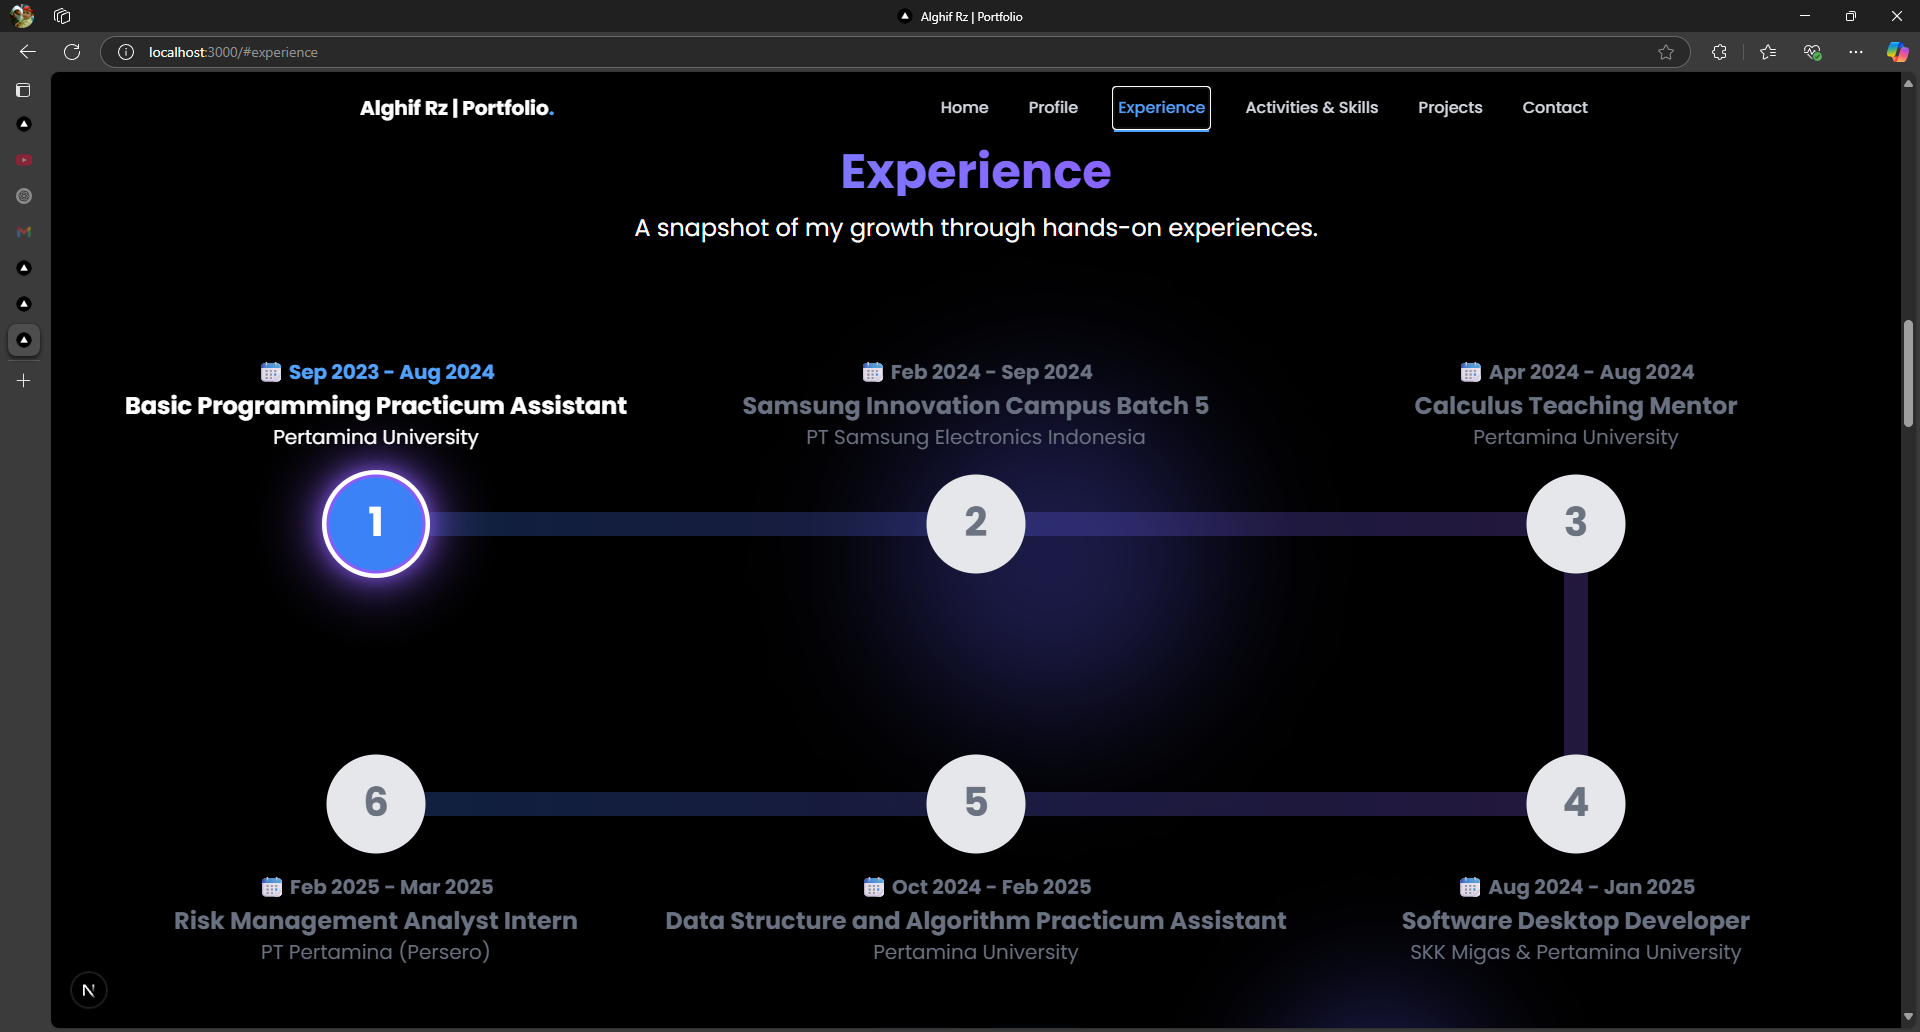 Alghif Rz | Portfolio
localhost:3000/#experience
Alghif Rz | Portfolio.
Home Profile Experience Activities & Skills Projects Contact
Experience
A snapshot of my growth through hands-on experiences.
Sep 2023 - Aug 2024
Basic Programming Practicum Assistant
Pertamina University
1
Feb 2024 - Sep 2024
Samsung Innovation Campus Batch 5
PT Samsung Electronics Indonesia
2
Apr 2024 - Aug 2024
Calculus Teaching Mentor
Pertamina University
3
6
Feb 2025 - Mar 2025
Risk Management Analyst Intern
PT Pertamina (Persero)
5
Oct 2024 - Feb 2025
Data Structure and Algorithm Practicum Assistant
Pertamina University
4
Aug 2024 - Jan 2025
Software Desktop Developer
SKK Migas & Pertamina University
N